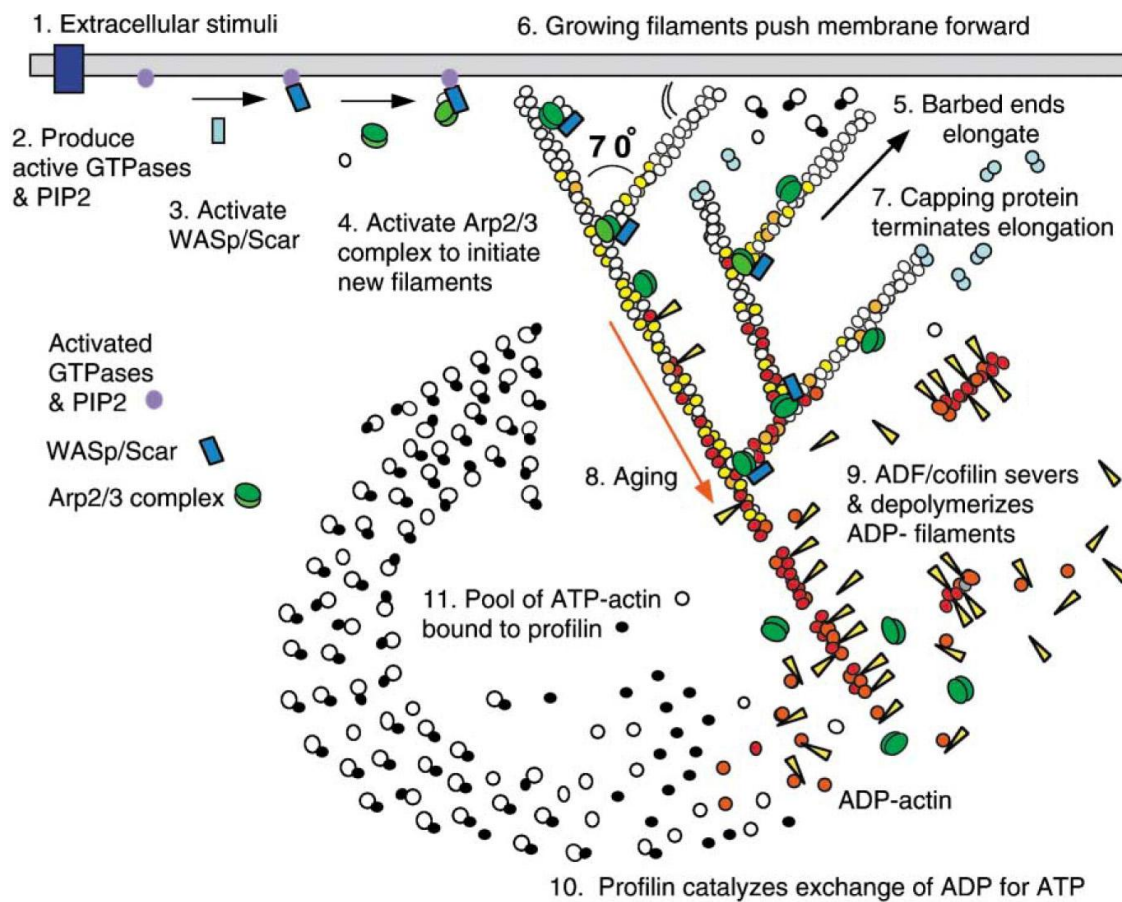 1. Extracellular stimuli
6. Growing filaments push membrane forward
2. Produce
active GTPases
& PIP2
3. Activate
WASp/Scar
4. Activate Arp2/3
complex to initiate
new filaments
70°
5. Barbed ends
elongate
7. Capping protein
terminates elongation
Activated
GTPases
& PIP2
WASp/Scar
Arp2/3 complex
8. Aging
9. ADF/cofilin severs
& depolymerizes
ADP- filaments
11. Pool of ATP-actin
bound to profilin
ADP-actin
10. Profilin catalyzes exchange of ADP for ATP